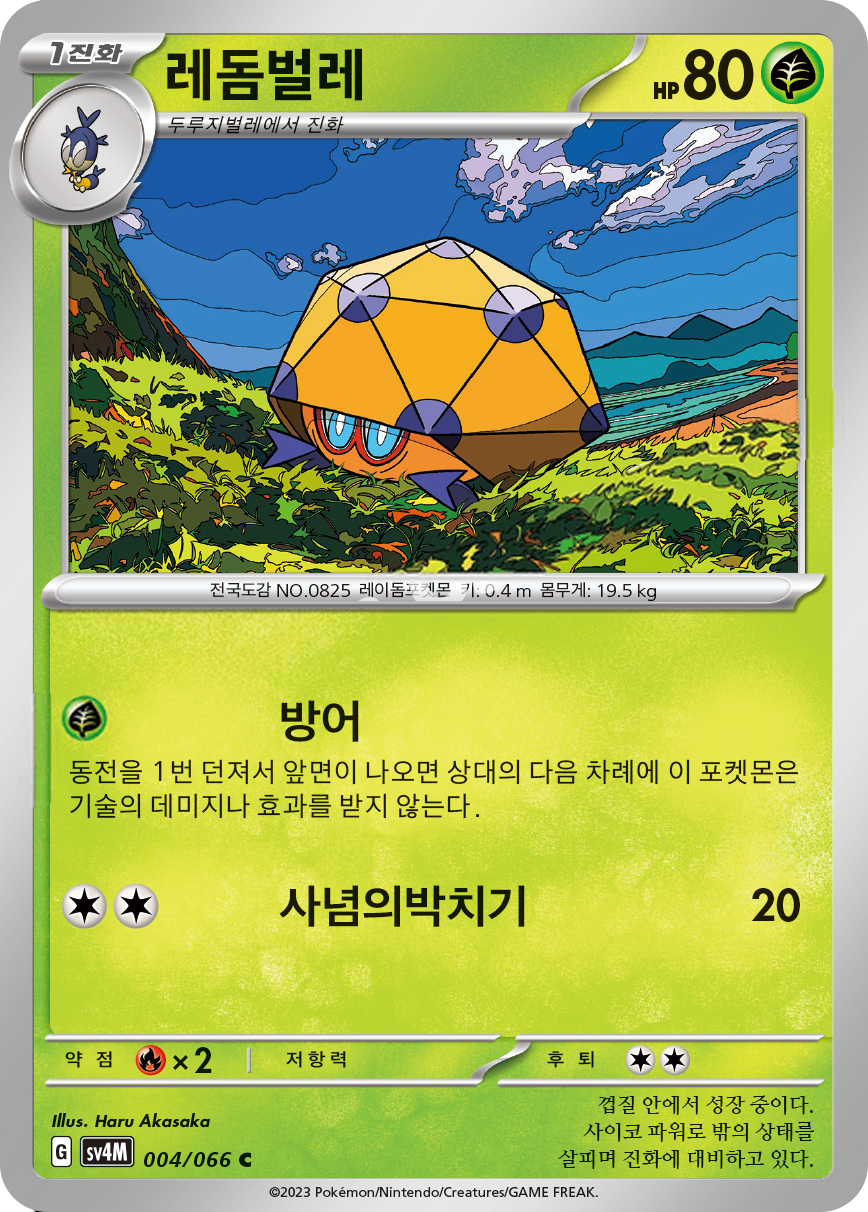 1진화
레돔벌레
HP 80
두루지벌레에서 진화
전국도감 NO.0825 레이돔포켓몬 키: 0.4 m 몸무게: 19.5 kg
방어
동전을 1번 던져서 앞면이 나오면 상대의 다음 차례에 이 포켓몬은
기술의 데미지나 효과를 받지 않는다.
사념의박치기 20
약점 ×2 저항력 후퇴
껍질 안에서 성장 중이다.
사이코 파워로 밖의 상태를
살피며 진화에 대비하고 있다.
Illus. Haru Akasaka
G sv4M 004/066 C
©2023 Pokémon/Nintendo/Creatures/GAME FREAK.